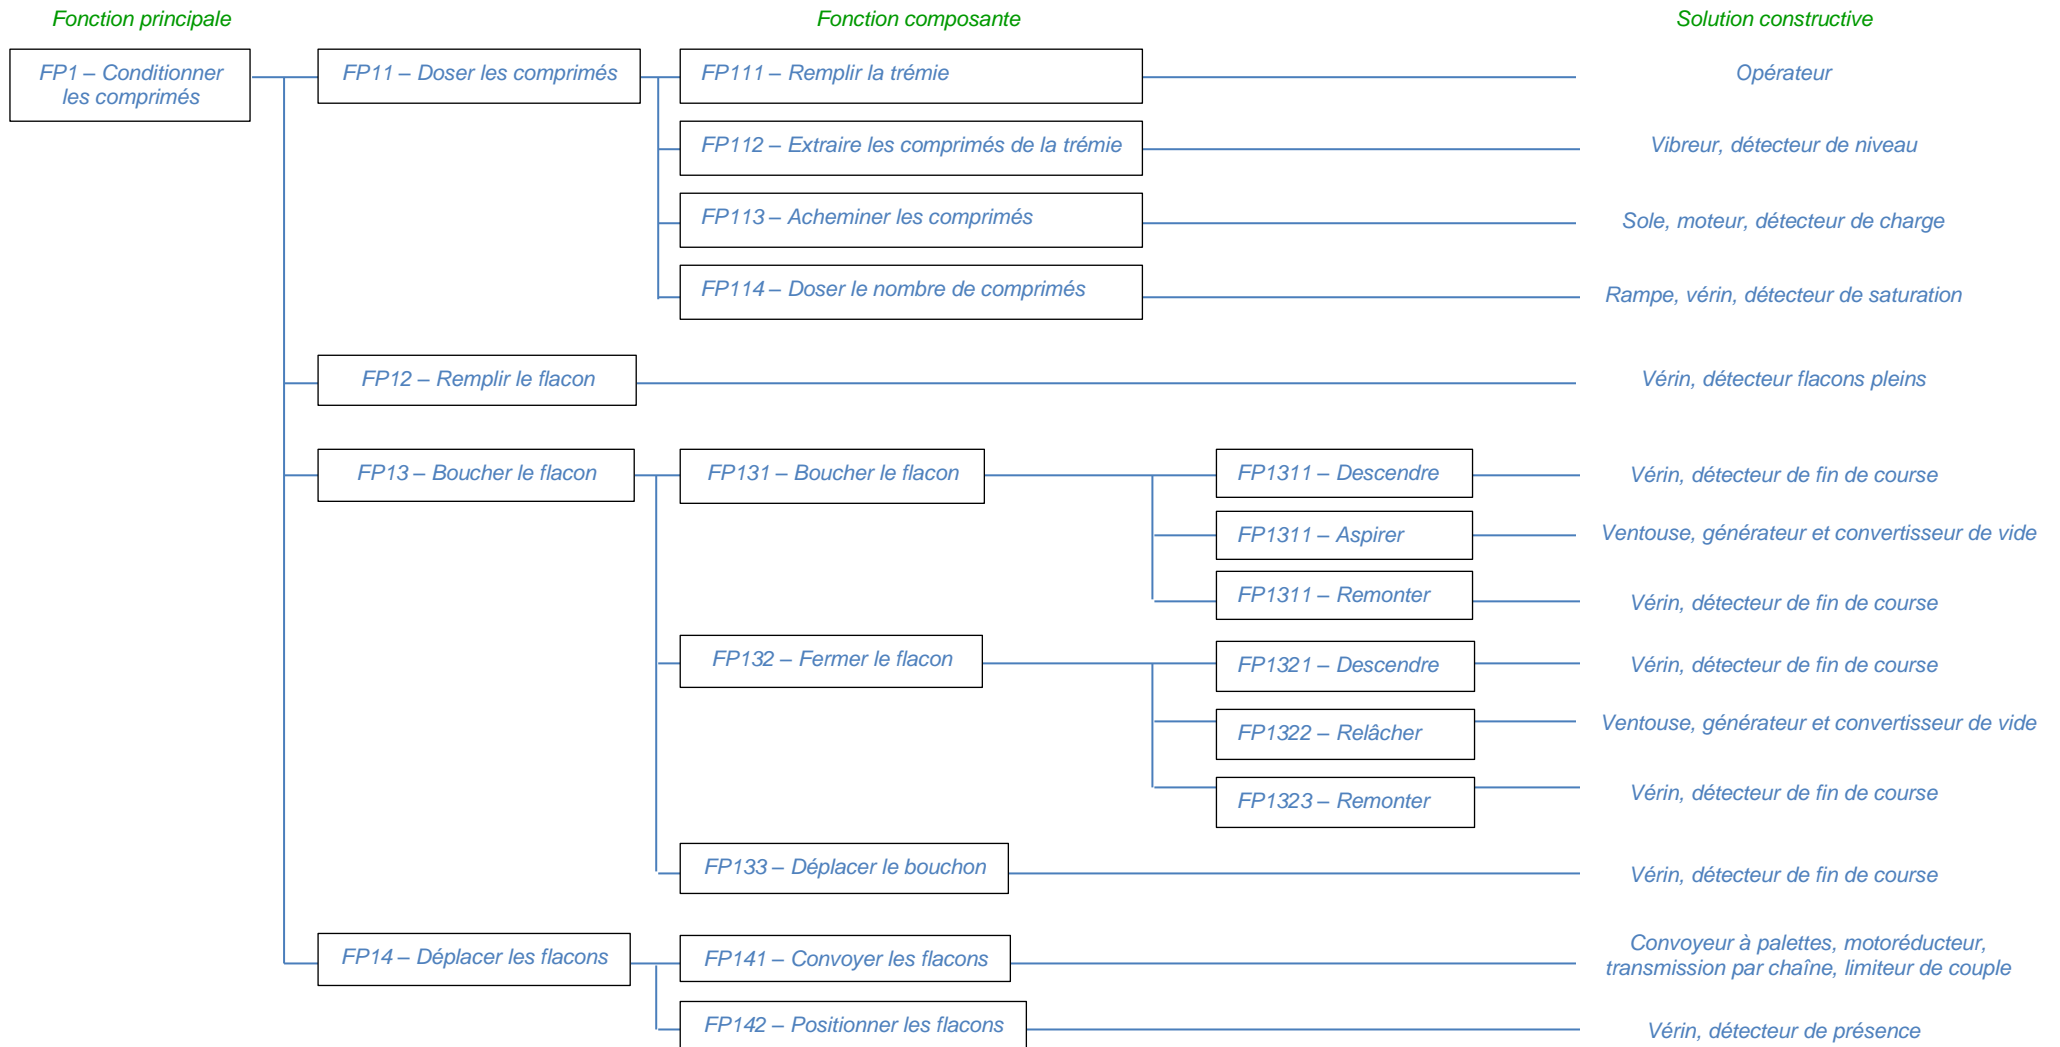 Fonction principale
Fonction composante
Solution constructive
FP1 – Conditionner
les comprimés
FP11 – Doser les comprimés
FP111 – Remplir la trémie
Opérateur
FP112 – Extraire les comprimés de la trémie
Vibreur, détecteur de niveau
FP113 – Acheminer les comprimés
Sole, moteur, détecteur de charge
FP114 – Doser le nombre de comprimés
Rampe, vérin, détecteur de saturation
FP12 – Remplir le flacon
Vérin, détecteur flacons pleins
FP13 – Boucher le flacon
FP131 – Boucher le flacon
FP1311 – Descendre
Vérin, détecteur de fin de course
FP1311 – Aspirer
Ventouse, générateur et convertisseur de vide
FP1311 – Remonter
Vérin, détecteur de fin de course
FP132 – Fermer le flacon
FP1321 – Descendre
Vérin, détecteur de fin de course
FP1322 – Relâcher
Ventouse, générateur et convertisseur de vide
FP1323 – Remonter
Vérin, détecteur de fin de course
FP133 – Déplacer le bouchon
Vérin, détecteur de fin de course
FP14 – Déplacer les flacons
FP141 – Convoyer les flacons
Convoyeur à palettes, motoréducteur,
transmission par chaîne, limiteur de couple
FP142 – Positionner les flacons
Vérin, détecteur de présence